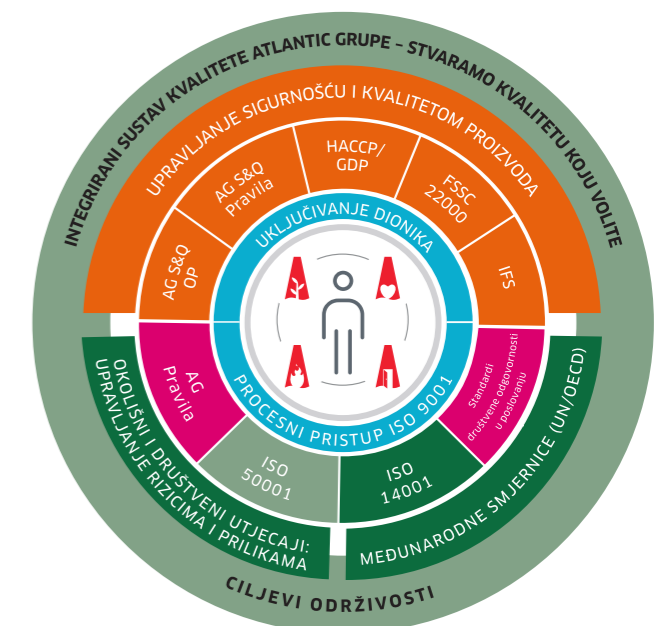 INTEGRIRANI SUSTAV KVALITETE ATLANTIC GRUPE – STVARAMO KVALITETU KOJU VOLITE
UPRAVLJANJE SIGURNOŠĆU I KVALITETOM PROIZVODA
AG S&Q
OP
AG S&Q
Pravila
HACCP/
GDP
FSSC
22000
IFS
UKLJUČIVANJE DIONIKA
PROCESNI PRISTUP ISO 9001
AG
Pravila
ISO
50001
ISO
14001
Standardi
društvene odgovornosti
u poslovanju
OKOLIŠNI I DRUŠTVENI UTJECAJI:
UPRAVLJANJE RIZICIMA I PRILIKAMA
MEĐUNARODNE SMJERNICE (UN/OECD)
CILJEVI ODRŽIVOSTI